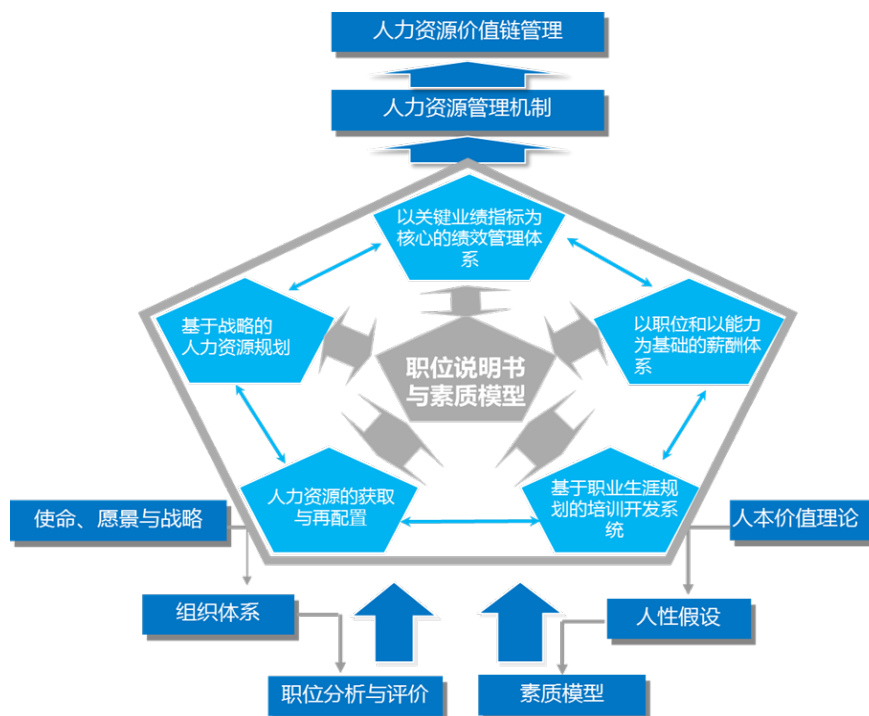 人力资源价值链管理
人力资源管理机制
以关键业绩指标为
核心的绩效管理体
系
基于战略的
人力资源规划
以职位和以能力
为基础的薪酬体
系
职位说明书
与素质模型
人力资源的获取
与再配置
基于职业生涯规
划的培训开发系
统
使命、愿景与战略
人本价值理论
组织体系
人性假设
职位分析与评价
素质模型